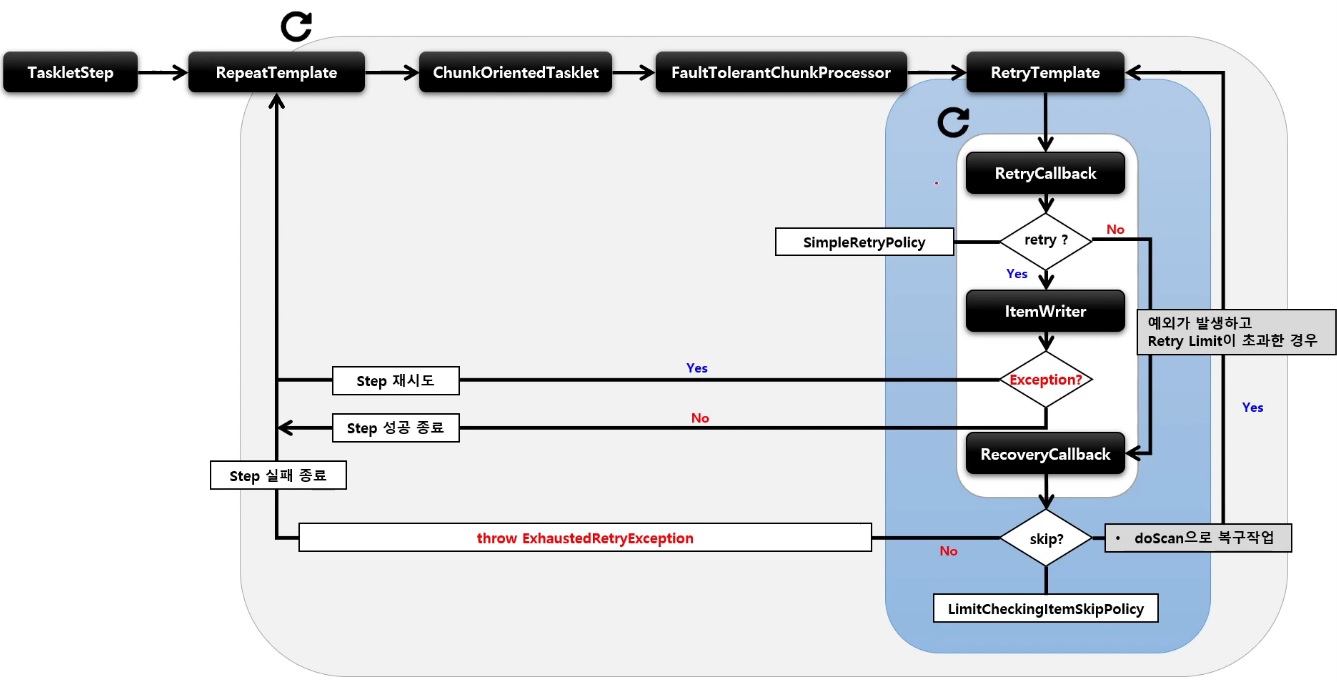 TaskletStep
RepeatTemplate
ChunkOrientedTasklet
FaultTolerantChunkProcessor
RetryTemplate
RetryCallback
SimpleRetryPolicy
retry ?
No
Yes
ItemWriter
예외가 발생하고
Retry Limit이 초과한 경우
Exception?
Yes
Step 재시도
Yes
No
Step 성공 종료
RecoveryCallback
Step 실패 종료
throw ExhaustedRetryException
No
skip?
• doScan으로 복구작업
LimitCheckingItemSkipPolicy